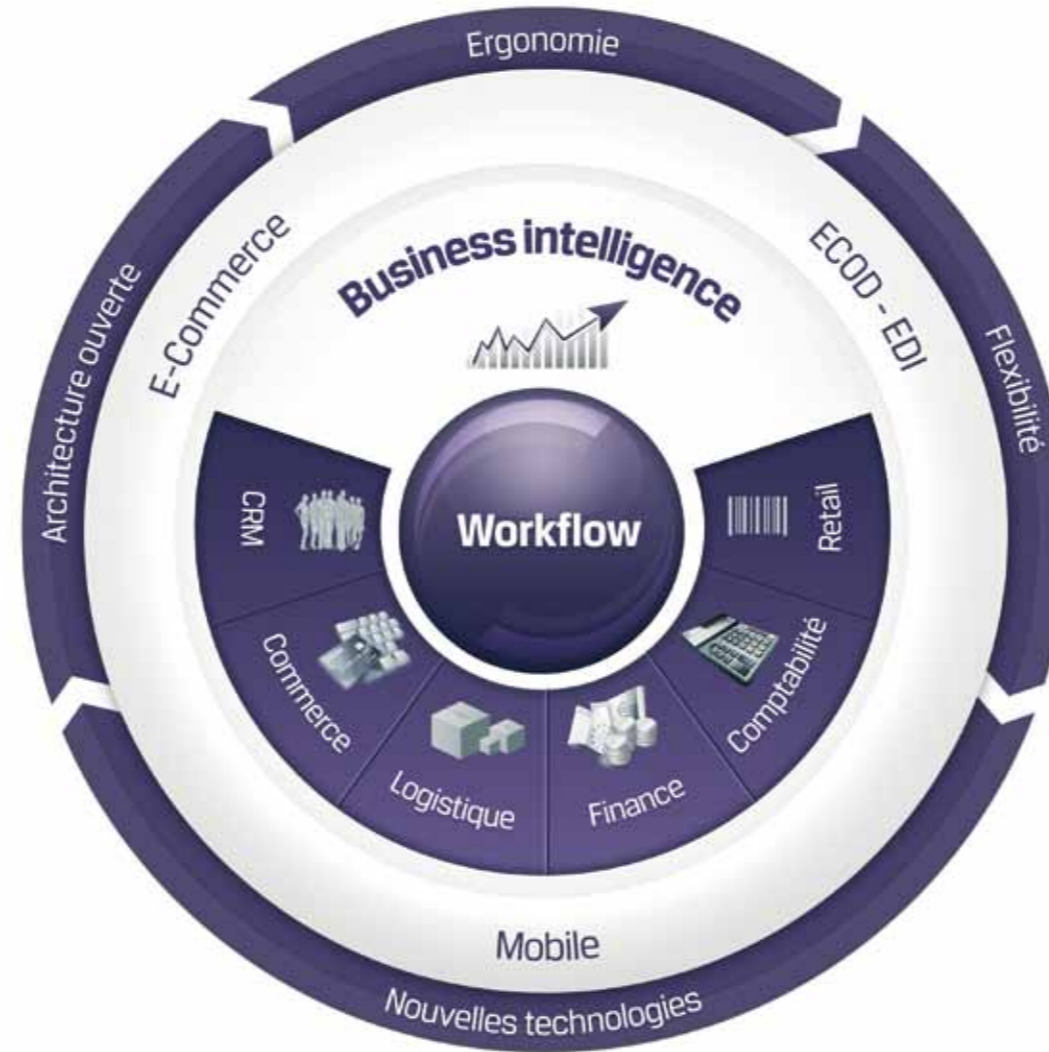 Ergonomie
Architecture ouverte
E-Commerce
Business intelligence
ECOD - EDI
Flexibilité
CRM
Workflow
Retail
Commerce
Comptabilité
Logistique
Finance
Mobile
Nouvelles technologies